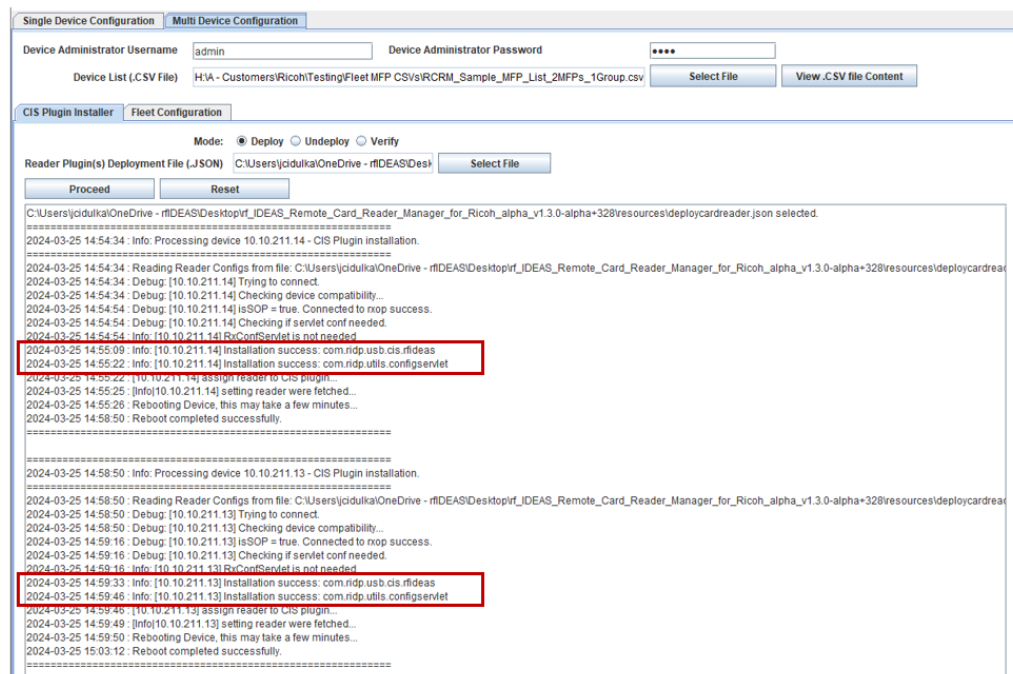 Single Device Configuration Multi Device Configuration
Device Administrator Username admin Device Administrator Password ••••
Device List (.CSV File) H:\A - Customers\Ricoh\Testing\Fleet MFP CSVs\RCRM_Sample_MFP_List_2MFPs_1Group.csv Select File View .CSV file Content
CIS Plugin Installer Fleet Configuration
Mode: Deploy Undeploy Verify
Reader Plugin(s) Deployment File (.JSON) C:\Users\jcidulka\OneDrive - rfIDEAS\Desk Select File
Proceed Reset
C:\Users\jcidulka\OneDrive - rfIDEAS\Desktop\rf_IDEAS_Remote_Card_Reader_Manager_for_Ricoh_alpha_v1.3.0-alpha+328\resources\deploycardreader.json selected.
=============================================================
2024-03-25 14:54:34 : Info: Processing device 10.10.211.14 - CIS Plugin installation.
=============================================================
2024-03-25 14:54:34 : Reading Reader Configs from file: C:\Users\jcidulka\OneDrive - rfIDEAS\Desktop\rf_IDEAS_Remote_Card_Reader_Manager_for_Ricoh_alpha_v1.3.0-alpha+328\resources\deploycardreac
2024-03-25 14:54:34 : Debug: [10.10.211.14] Trying to connect.
2024-03-25 14:54:34 : Debug: [10.10.211.14] Checking device compatibility...
2024-03-25 14:54:54 : Debug: [10.10.211.14] isSOP = true. Connected to rxop success.
2024-03-25 14:54:54 : Debug: [10.10.211.14] Checking if servlet conf needed.
2024-03-25 14:54:54 : Info: [10.10.211.14] RxConfServlet is not needed
2024-03-25 14:55:09 : Info: [10.10.211.14] Installation success: com.ridp.usb.cis.rfideas
2024-03-25 14:55:22 : Info: [10.10.211.14] Installation success: com.ridp.utils.configservlet
2024-03-25 14:55:22 : [10.10.211.14] assign reader to CIS plugin...
2024-03-25 14:55:25 : [Info|10.10.211.14] setting reader were fetched...
2024-03-25 14:55:26 : Rebooting Device, this may take a few minutes...
2024-03-25 14:58:50 : Reboot completed successfully.
=============================================================
=============================================================
2024-03-25 14:58:50 : Info: Processing device 10.10.211.13 - CIS Plugin installation.
=============================================================
2024-03-25 14:58:50 : Reading Reader Configs from file: C:\Users\jcidulka\OneDrive - rfIDEAS\Desktop\rf_IDEAS_Remote_Card_Reader_Manager_for_Ricoh_alpha_v1.3.0-alpha+328\resources\deploycardreac
2024-03-25 14:58:50 : Debug: [10.10.211.13] Trying to connect.
2024-03-25 14:58:50 : Debug: [10.10.211.13] Checking device compatibility...
2024-03-25 14:59:16 : Debug: [10.10.211.13] isSOP = true. Connected to rxop success.
2024-03-25 14:59:16 : Debug: [10.10.211.13] Checking if servlet conf needed.
2024-03-25 14:59:16 : Info: [10.10.211.13] RxConfServlet is not needed
2024-03-25 14:59:33 : Info: [10.10.211.13] Installation success: com.ridp.usb.cis.rfideas
2024-03-25 14:59:46 : Info: [10.10.211.13] Installation success: com.ridp.utils.configservlet
2024-03-25 14:59:46 : [10.10.211.13] assign reader to CIS plugin...
2024-03-25 14:59:49 : [Info|10.10.211.13] setting reader were fetched...
2024-03-25 14:59:50 : Rebooting Device, this may take a few minutes...
2024-03-25 15:03:12 : Reboot completed successfully.
=============================================================